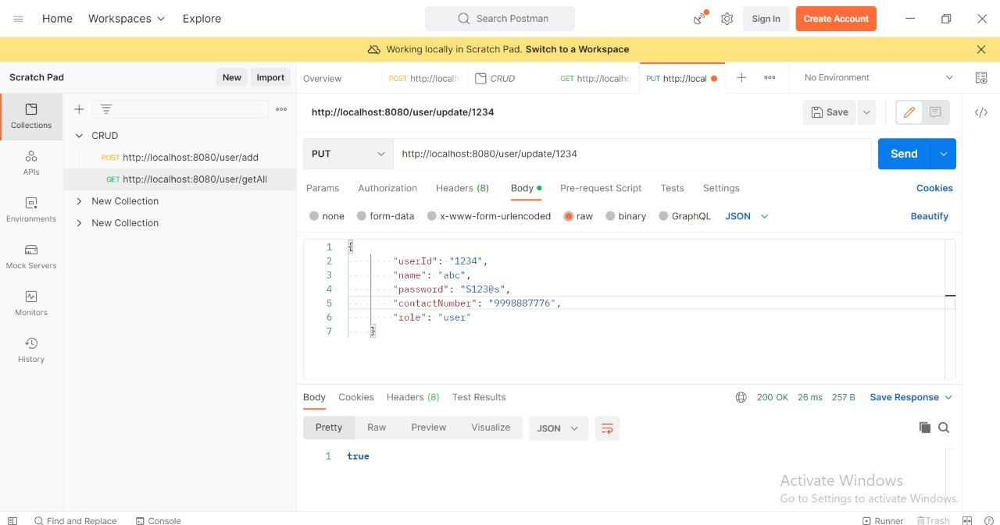 Home Workspaces Explore Search Postman Sign In Create Account
Working locally in Scratch Pad. Switch to a Workspace
Scratch Pad New Import Overview POST http://localh CRUD GET http://localho PUT http://local No Environment
Collections
APIs
Environments
Mock Servers
Monitors
History
CRUD
POST http://localhost:8080/user/add
GET http://localhost:8080/user/getAll
New Collection
New Collection
http://localhost:8080/user/update/1234 Save
PUT http://localhost:8080/user/update/1234 Send
Params Authorization Headers (8) Body Pre-request Script Tests Settings Cookies
none form-data x-www-form-urlencoded raw binary GraphQL JSON Beautify
1 {
2 "userId": "1234",
3 "name": "abc",
4 "password": "S123@s",
5 "contactNumber": "9998887776",
6 "role": "user"
7 }
Body Cookies Headers (8) Test Results 200 OK 26 ms 257 B Save Response
Pretty Raw Preview Visualize JSON
1 true
Activate Windows
Go to Settings to activate Windows.
Find and Replace Console Runner Trash